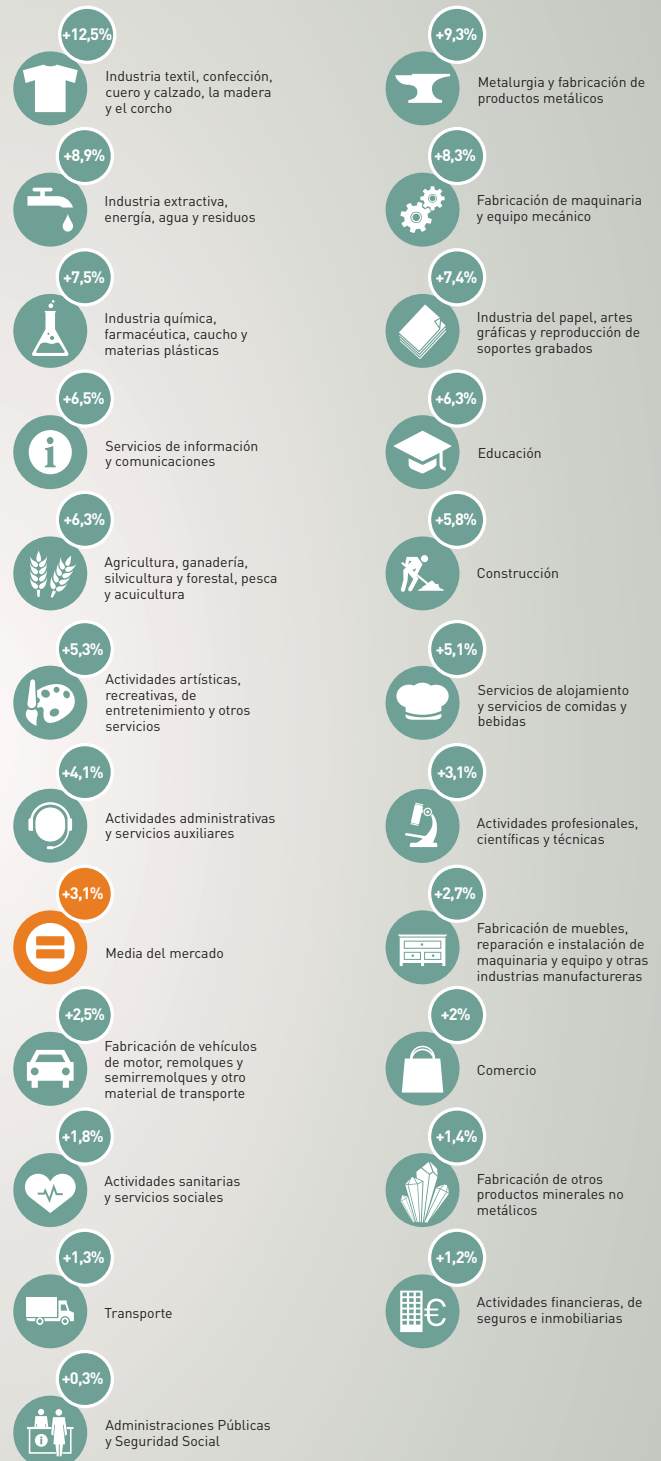 +12,5%
Industria textil, confección,
cuero y calzado, la madera
y el corcho
+9,3%
Metalurgia y fabricación de
productos metálicos
+8,9%
Industria extractiva,
energía, agua y residuos
+8,3%
Fabricación de maquinaria
y equipo mecánico
+7,5%
Industria química,
farmacéutica, caucho y
materias plásticas
+7,4%
Industria del papel, artes
gráficas y reproducción de
soportes grabados
+6,5%
i
Servicios de información
y comunicaciones
+6,3%
Educación
+6,3%
Agricultura, ganadería,
silvicultura y forestal, pesca
y acuicultura
+5,8%
Construcción
+5,3%
Actividades artísticas,
recreativas, de
entretenimiento y otros
servicios
+5,1%
Servicios de alojamiento
y servicios de comidas y
bebidas
+4,1%
Actividades administrativas
y servicios auxiliares
+3,1%
Actividades profesionales,
científicas y técnicas
+3,1%
=
Media del mercado
+2,7%
Fabricación de muebles,
reparación e instalación de
maquinaria y equipo y otras
industrias manufactureras
+2,5%
Fabricación de vehículos
de motor, remolques y
semirremolques y otro
material de transporte
+2%
Comercio
+1,8%
Actividades sanitarias
y servicios sociales
+1,4%
Fabricación de otros
productos minerales no
metálicos
+1,3%
Transporte
+1,2%
€
Actividades financieras, de
seguros e inmobiliarias
+0,3%
i
Administraciones Públicas
y Seguridad Social